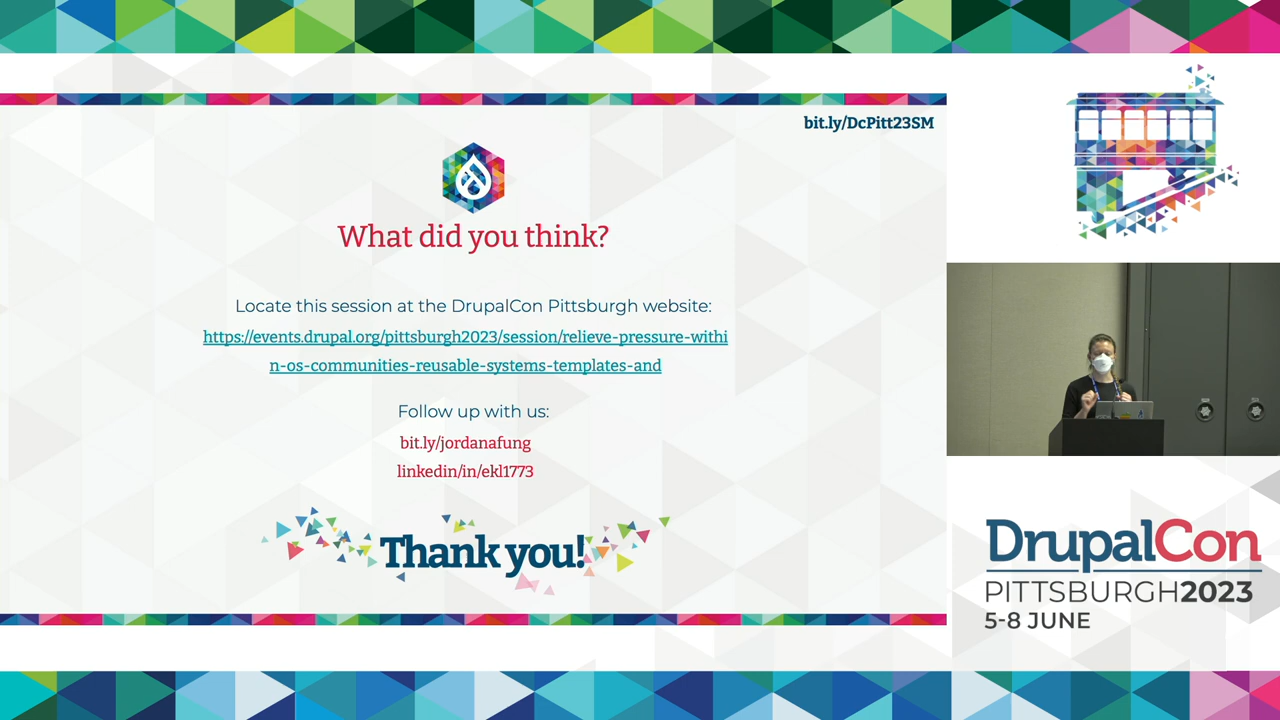 bit.ly/DcPitt23SM
What did you think?
Locate this session at the DrupalCon Pittsburgh website:
https://events.drupal.org/pittsburgh2023/session/relieve-pressure-withi
n-os-communities-reusable-systems-templates-and
Follow up with us:
bit.ly/jordanafung
linkedin/in/ekl1773
Thank you!
DrupalCon
PITTSBURGH2023
5-8 JUNE